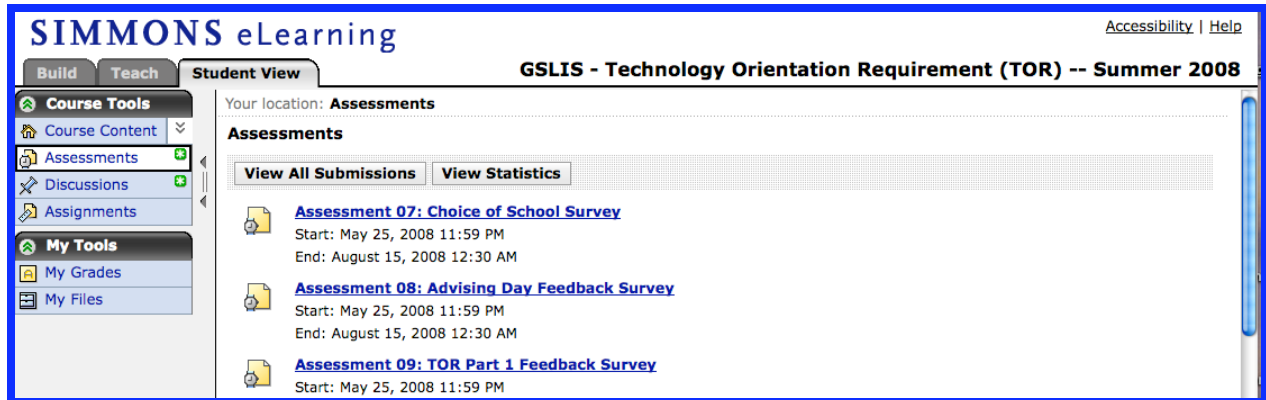 SIMMONS eLearning
Accessibility | Help
Build Teach Student View
GSLIS - Technology Orientation Requirement (TOR) -- Summer 2008
Course Tools
Course Content
Assessments
Discussions
Assignments
My Tools
My Grades
My Files
Your location: Assessments
Assessments
View All Submissions View Statistics
Assessment 07: Choice of School Survey
Start: May 25, 2008 11:59 PM
End: August 15, 2008 12:30 AM
Assessment 08: Advising Day Feedback Survey
Start: May 25, 2008 11:59 PM
End: August 15, 2008 12:30 AM
Assessment 09: TOR Part 1 Feedback Survey
Start: May 25, 2008 11:59 PM